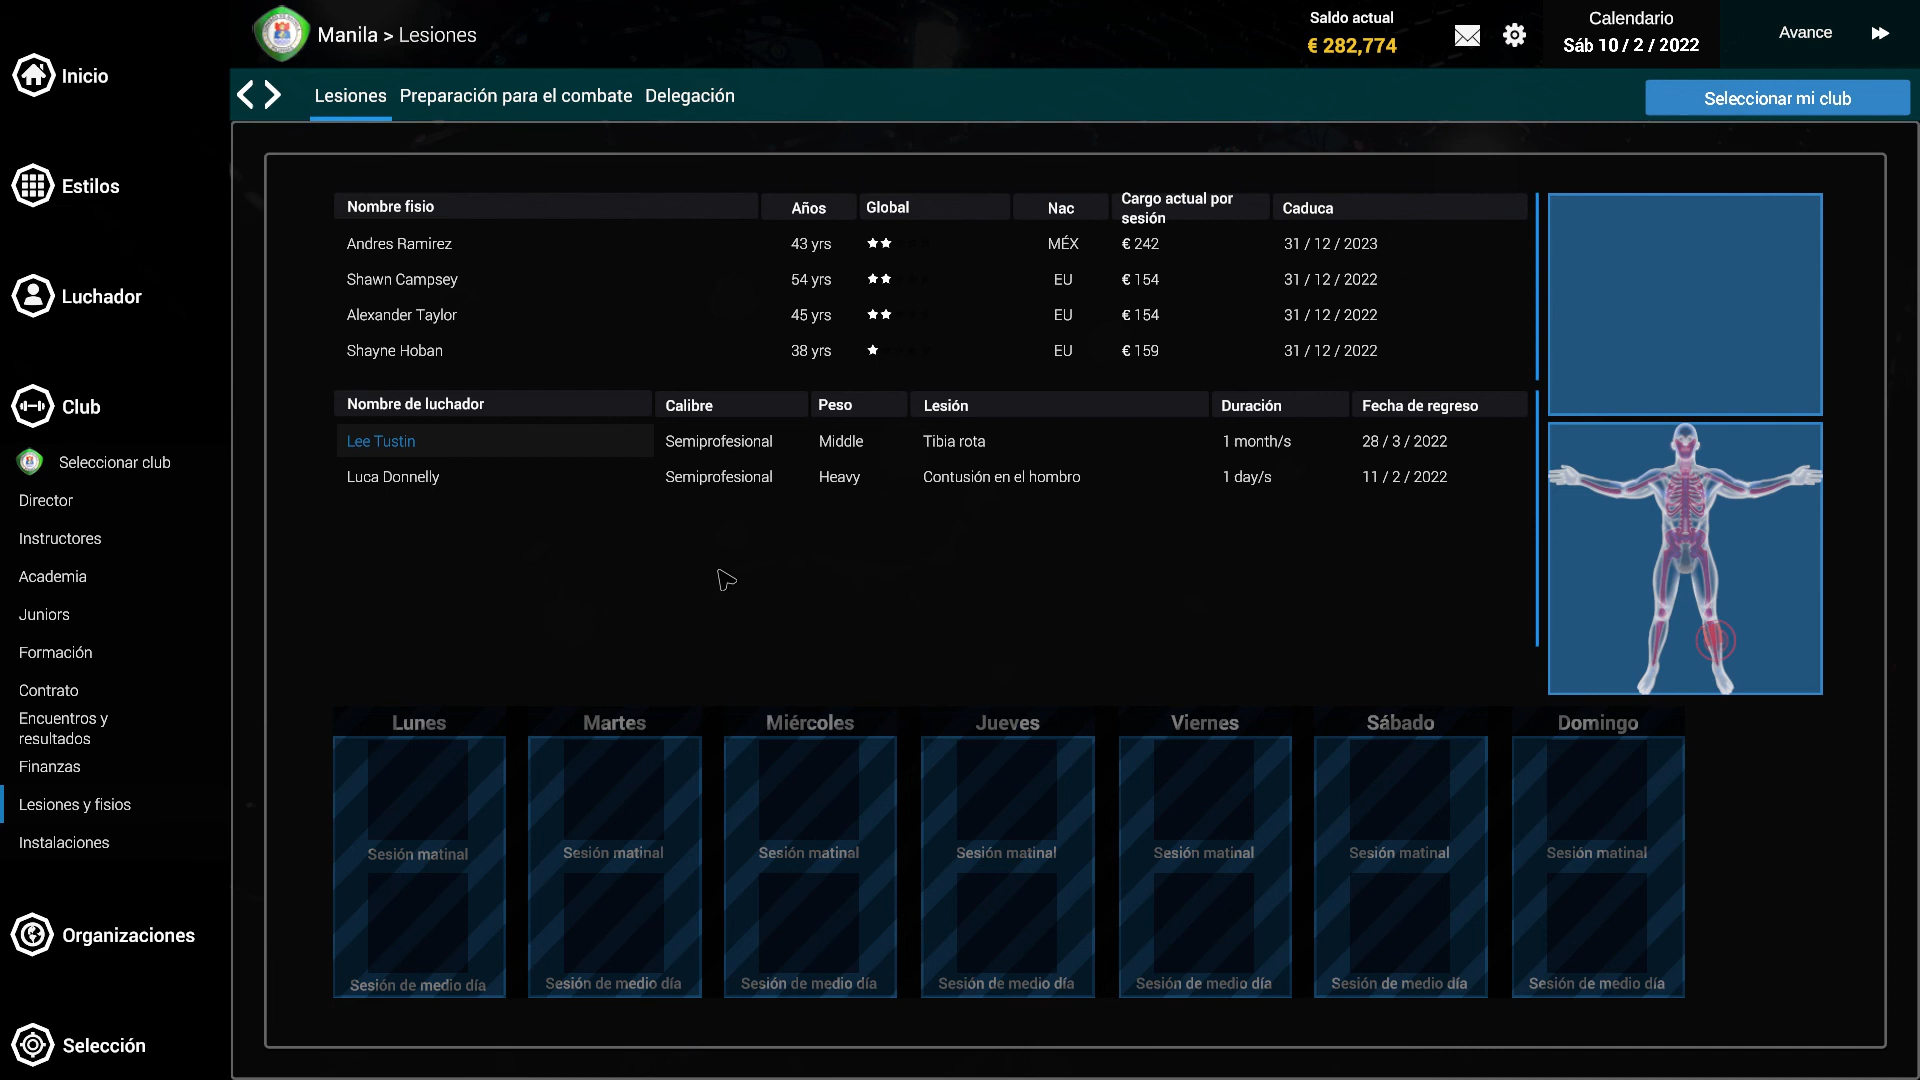 Manila > Lesiones
Saldo actual
€ 282,774
Calendario
Sáb 10 / 2 / 2022
Avance
Inicio
Estilos
Luchador
Club
Seleccionar club
Director
Instructores
Academia
Juniors
Formación
Contrato
Encuentros y
resultados
Finanzas
Lesiones y fisios
Instalaciones
Organizaciones
Selección
Lesiones Preparación para el combate Delegación
Seleccionar mi club
Nombre fisio Años Global Nac Cargo actual por
sesión Caduca
Andres Ramirez 43 yrs MÉX € 242 31 / 12 / 2023
Shawn Campsey 54 yrs EU € 154 31 / 12 / 2022
Alexander Taylor 45 yrs EU € 154 31 / 12 / 2022
Shayne Hoban 38 yrs EU € 159 31 / 12 / 2022
Nombre de luchador Calibre Peso Lesión Duración Fecha de regreso
Lee Tustin Semiprofesional Middle Tibia rota 1 month/s 28 / 3 / 2022
Luca Donnelly Semiprofesional Heavy Contusión en el hombro 1 day/s 11 / 2 / 2022
Lunes Martes Miércoles Jueves Viernes Sábado Domingo
Sesión matinal Sesión matinal Sesión matinal Sesión matinal Sesión matinal Sesión matinal Sesión matinal
Sesión de medio día Sesión de medio día Sesión de medio día Sesión de medio día Sesión de medio día Sesión de medio día Sesión de medio día